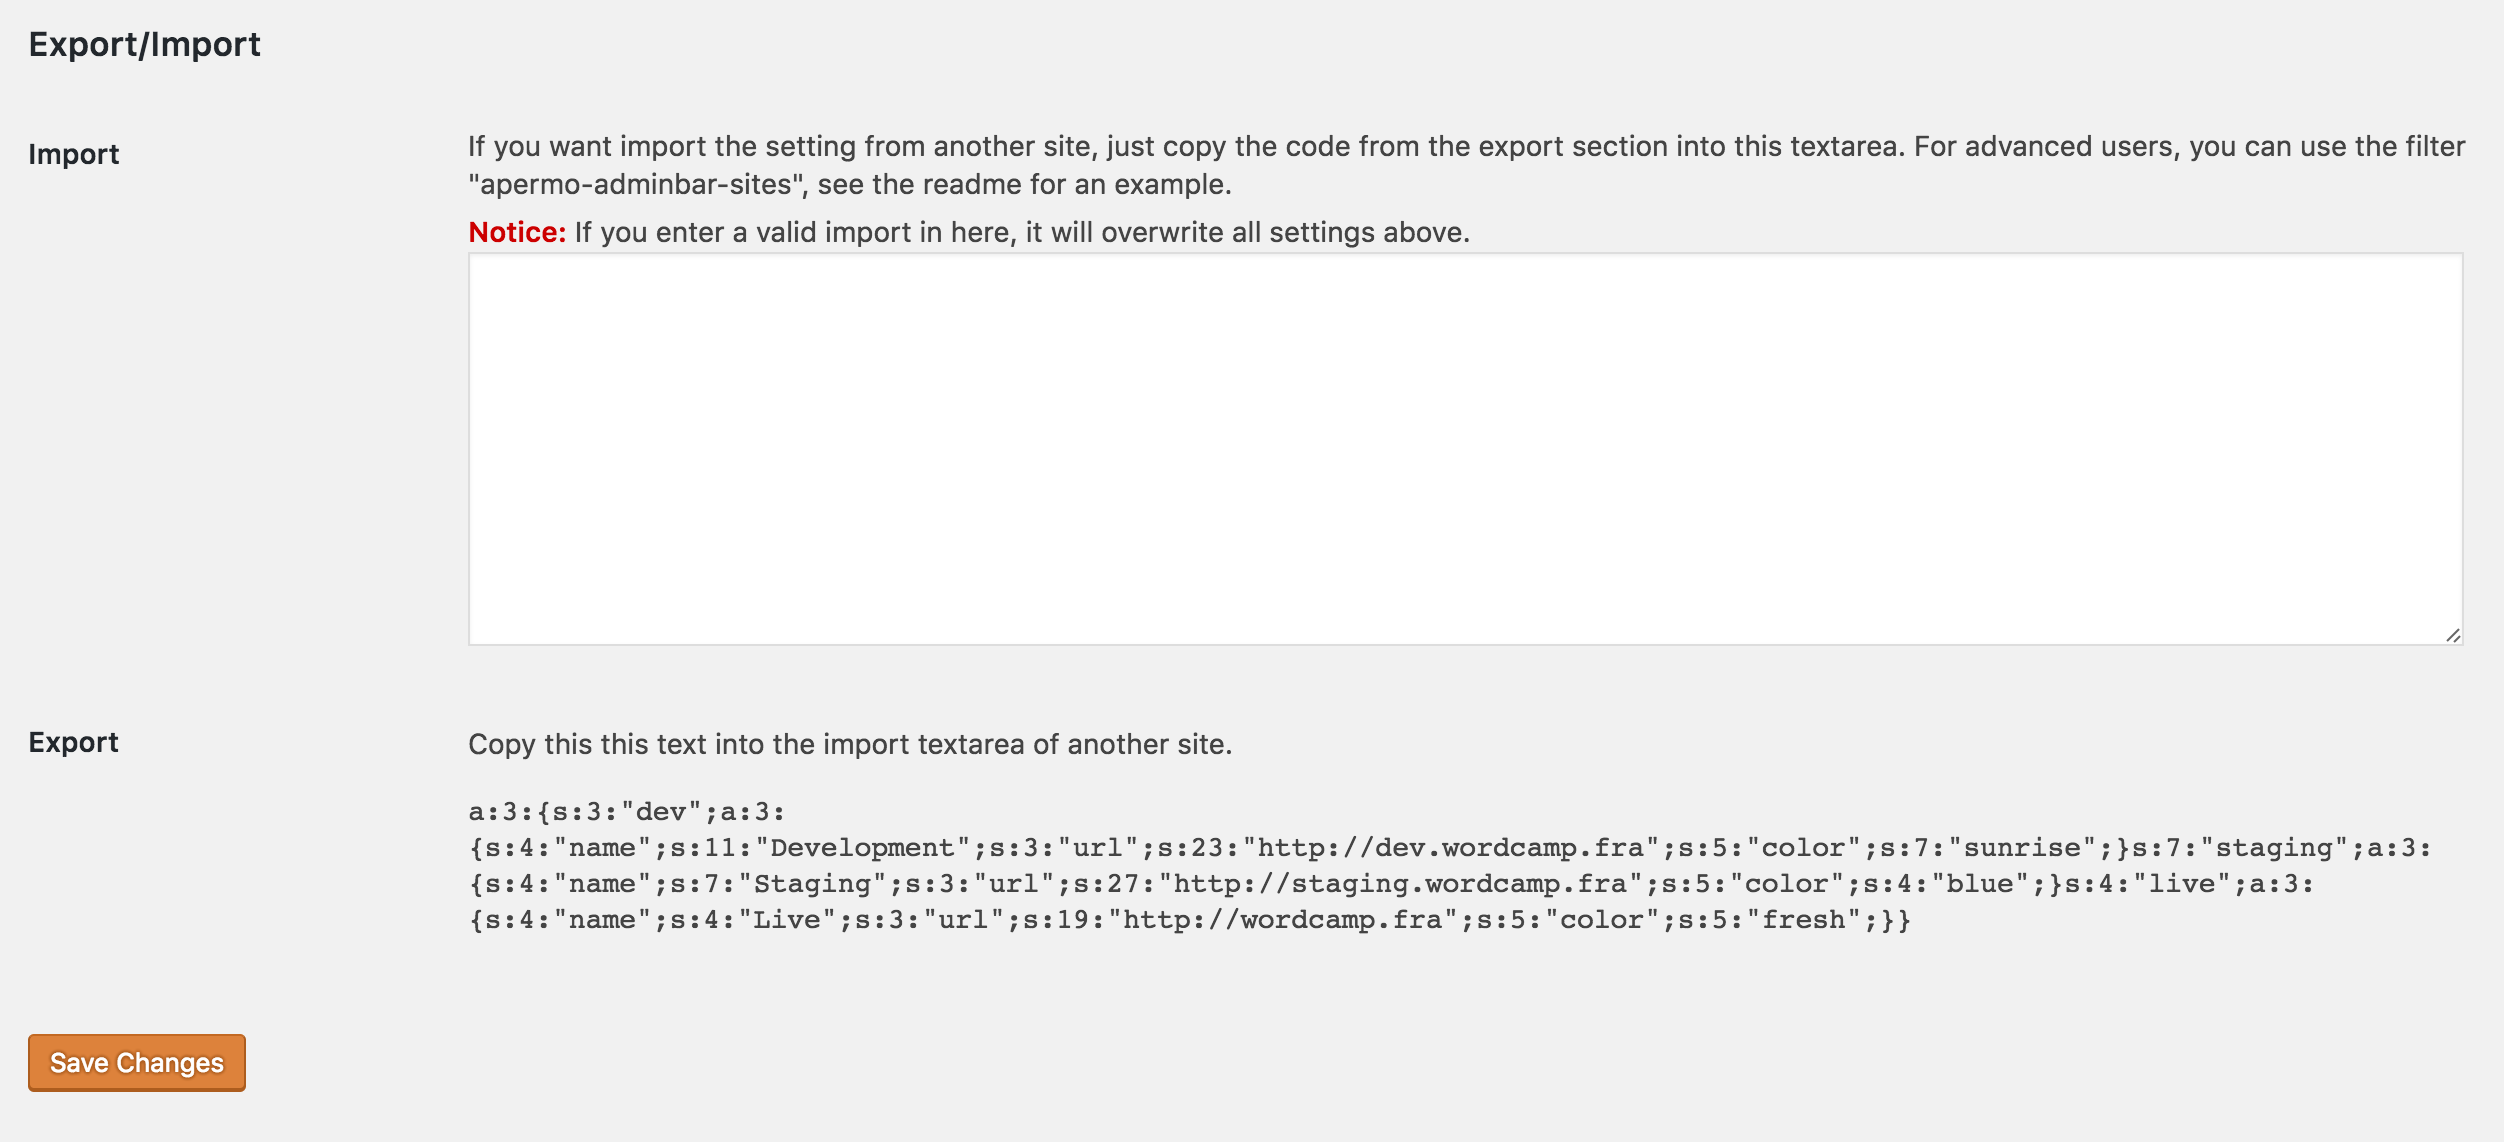 Export/Import
Import
If you want import the setting from another site, just copy the code from the export section into this textarea. For advanced users, you can use the filter
"apermo-adminbar-sites", see the readme for an example.
Notice: If you enter a valid import in here, it will overwrite all settings above.
Export
Copy this this text into the import textarea of another site.
a:3:{s:3:"dev";a:3:
{s:4:"name";s:11:"Development";s:3:"url";s:23:"http://dev.wordcamp.fra";s:5:"color";s:7:"sunrise";}s:7:"staging";a:3:
{s:4:"name";s:7:"Staging";s:3:"url";s:27:"http://staging.wordcamp.fra";s:5:"color";s:4:"blue";}s:4:"live";a:3:
{s:4:"name";s:4:"Live";s:3:"url";s:19:"http://wordcamp.fra";s:5:"color";s:5:"fresh";}}
Save Changes